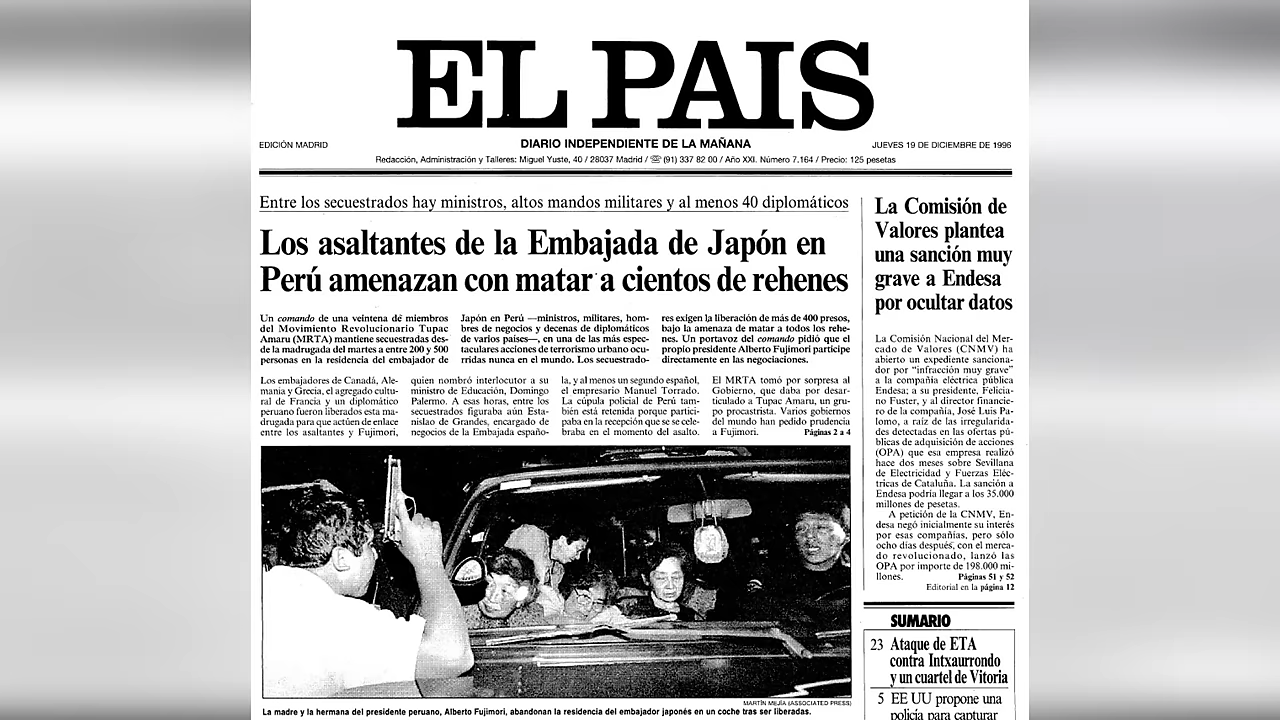 EL PAIS
EDICIÓN MADRID
DIARIO INDEPENDIENTE DE LA MAÑANA
JUEVES 19 DE DICIEMBRE DE 1996
Redacción, Administración y Talleres: Miguel Yuste, 40 / 28037 Madrid / ☏ (91) 337 82 00 / Año XXI. Número 7.164 / Precio: 125 pesetas
Entre los secuestrados hay ministros, altos mandos militares y al menos 40 diplomáticos
Los asaltantes de la Embajada de Japón en
Perú amenazan con matar a cientos de rehenes
Un comando de una veintena de miembros
del Movimiento Revolucionario Tupac
Amaru (MRTA) mantiene secuestradas des-
de la madrugada del martes a entre 200 y 500
personas en la residencia del embajador de
Japón en Perú —ministros, militares, hom-
bres de negocios y decenas de diplomáticos
de varios países—, en una de las más espec-
taculares acciones de terrorismo urbano ocu-
rridas nunca en el mundo. Los secuestrado-
res exigen la liberación de más de 400 presos,
bajo la amenaza de matar a todos los rehe-
nes. Un portavoz del comando pidió que el
propio presidente Alberto Fujimori participe
directamente en las negociaciones.
Los embajadores de Canadá, Ale-
mania y Grecia, el agregado cultu-
ral de Francia y un diplomático
peruano fueron liberados esta ma-
drugada para que actúen de enlace
entre los asaltantes y Fujimori,
quien nombró interlocutor a su
ministro de Educación, Domingo
Palermo. A esas horas, entre los
secuestrados figuraba aún Esta-
nislao de Grandes, encargado de
negocios de la Embajada españo-
la, y al menos un segundo español,
el empresario Manuel Torrado.
La cúpula policial de Perú tam-
bién está retenida porque partici-
paba en la recepción que se se cele-
braba en el momento del asalto.
El MRTA tomó por sorpresa al
Gobierno, que daba por desar-
ticulado a Tupac Amaru, un gru-
po procastrista. Varios gobiernos
del mundo han pedido prudencia
a Fujimori. Páginas 2 a 4
MARTÍN MEJÍA (ASSOCIATED PRESS)
La madre y la hermana del presidente peruano, Alberto Fujimori, abandonan la residencia del embajador japonés en un coche tras ser liberadas.
La Comisión de
Valores plantea
una sanción muy
grave a Endesa
por ocultar datos
La Comisión Nacional del Mer-
cado de Valores (CNMV) ha
abierto un expediente sanciona-
dor por “infracción muy grave”
a la compañía eléctrica pública
Endesa; a su presidente, Felicia-
no Fuster, y al director financie-
ro de la compañía, José Luis Pa-
lomo, a raíz de las irregularida-
des detectadas en las ofertas pú-
blicas de adquisición de acciones
(OPA) que esa empresa realizó
hace dos meses sobre Sevillana
de Electricidad y Fuerzas Eléc-
tricas de Cataluña. La sanción a
Endesa podría llegar a los 35.000
millones de pesetas.
A petición de la CNMV, En-
desa negó inicialmente su interés
por esas compañías, pero sólo
ocho días después, con el merca-
do revolucionado, lanzó las
OPA por importe de 198.000 mi-
llones. Páginas 51 y 52
Editorial en la página 12
SUMARIO
23 Ataque de ETA
contra Intxaurrondo
y un cuartel de Vitoria
5 EE UU propone una
policía para capturar